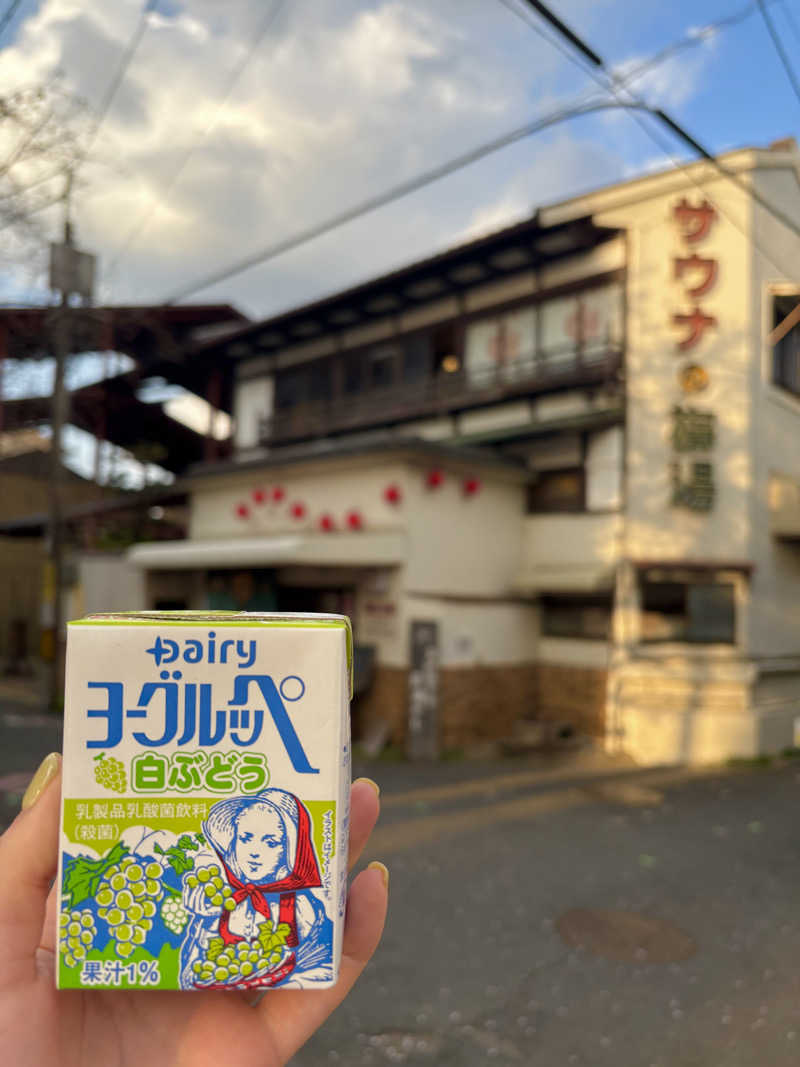 サウナの梅湯
Dairy
ヨーグルッペ
白ぶどう
乳製品乳酸菌飲料
(殺菌)
イラストはイメージです。
果汁1%